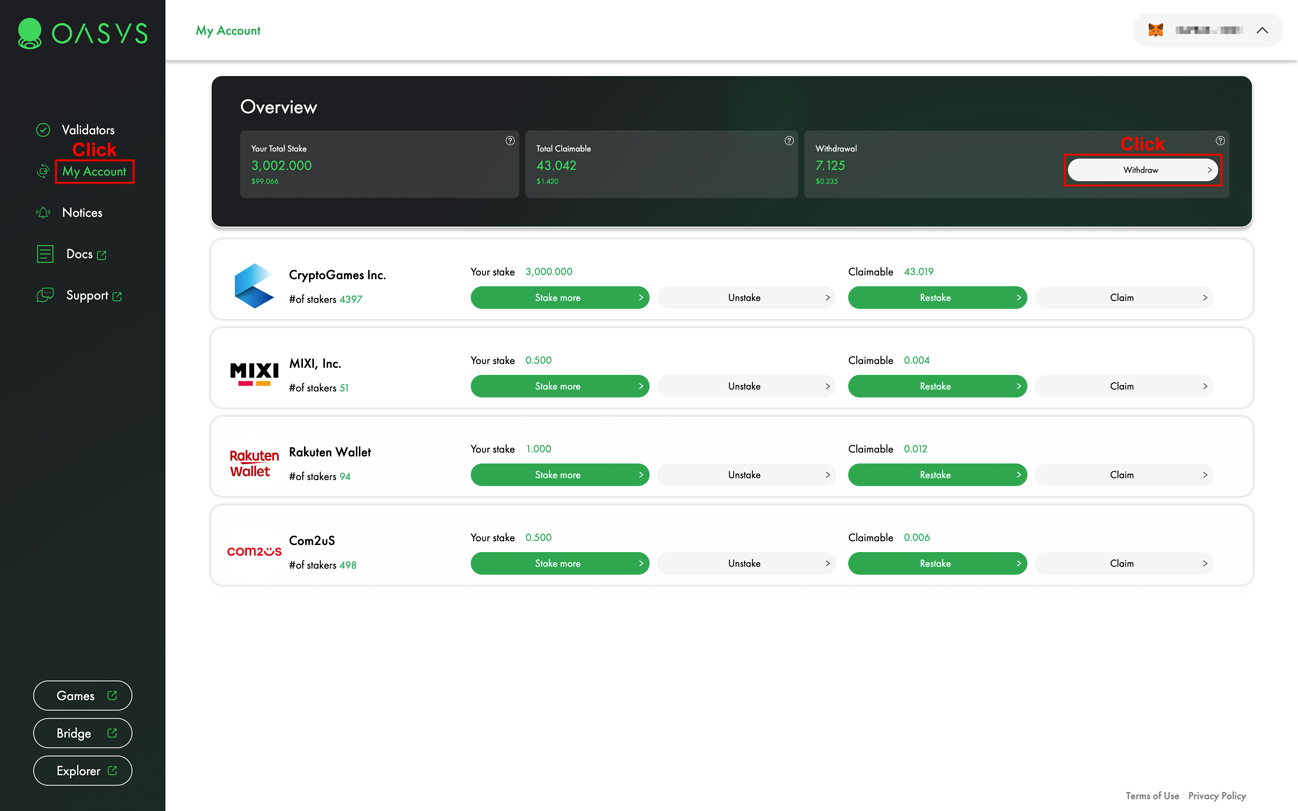 OASYS
My Account
Validators
Click
My Account
Notices
Docs
Support
Games
Bridge
Explorer
Overview
Your Total Stake
3,002.000
$99.066
Total Claimable
43.042
$1.420
Withdrawal
7.125
$0.235
Click
Withdraw
CryptoGames Inc.
#of stakers 4397
Your stake 3,000.000
Stake more
Unstake
Claimable 43.019
Restake
Claim
MIXI
MIXI, Inc.
#of stakers 51
Your stake 0.500
Stake more
Unstake
Claimable 0.004
Restake
Claim
Rakuten
Wallet
Rakuten Wallet
#of stakers 94
Your stake 1.000
Stake more
Unstake
Claimable 0.012
Restake
Claim
com2us
Com2uS
#of stakers 498
Your stake 0.500
Stake more
Unstake
Claimable 0.006
Restake
Claim
Terms of Use Privacy Policy